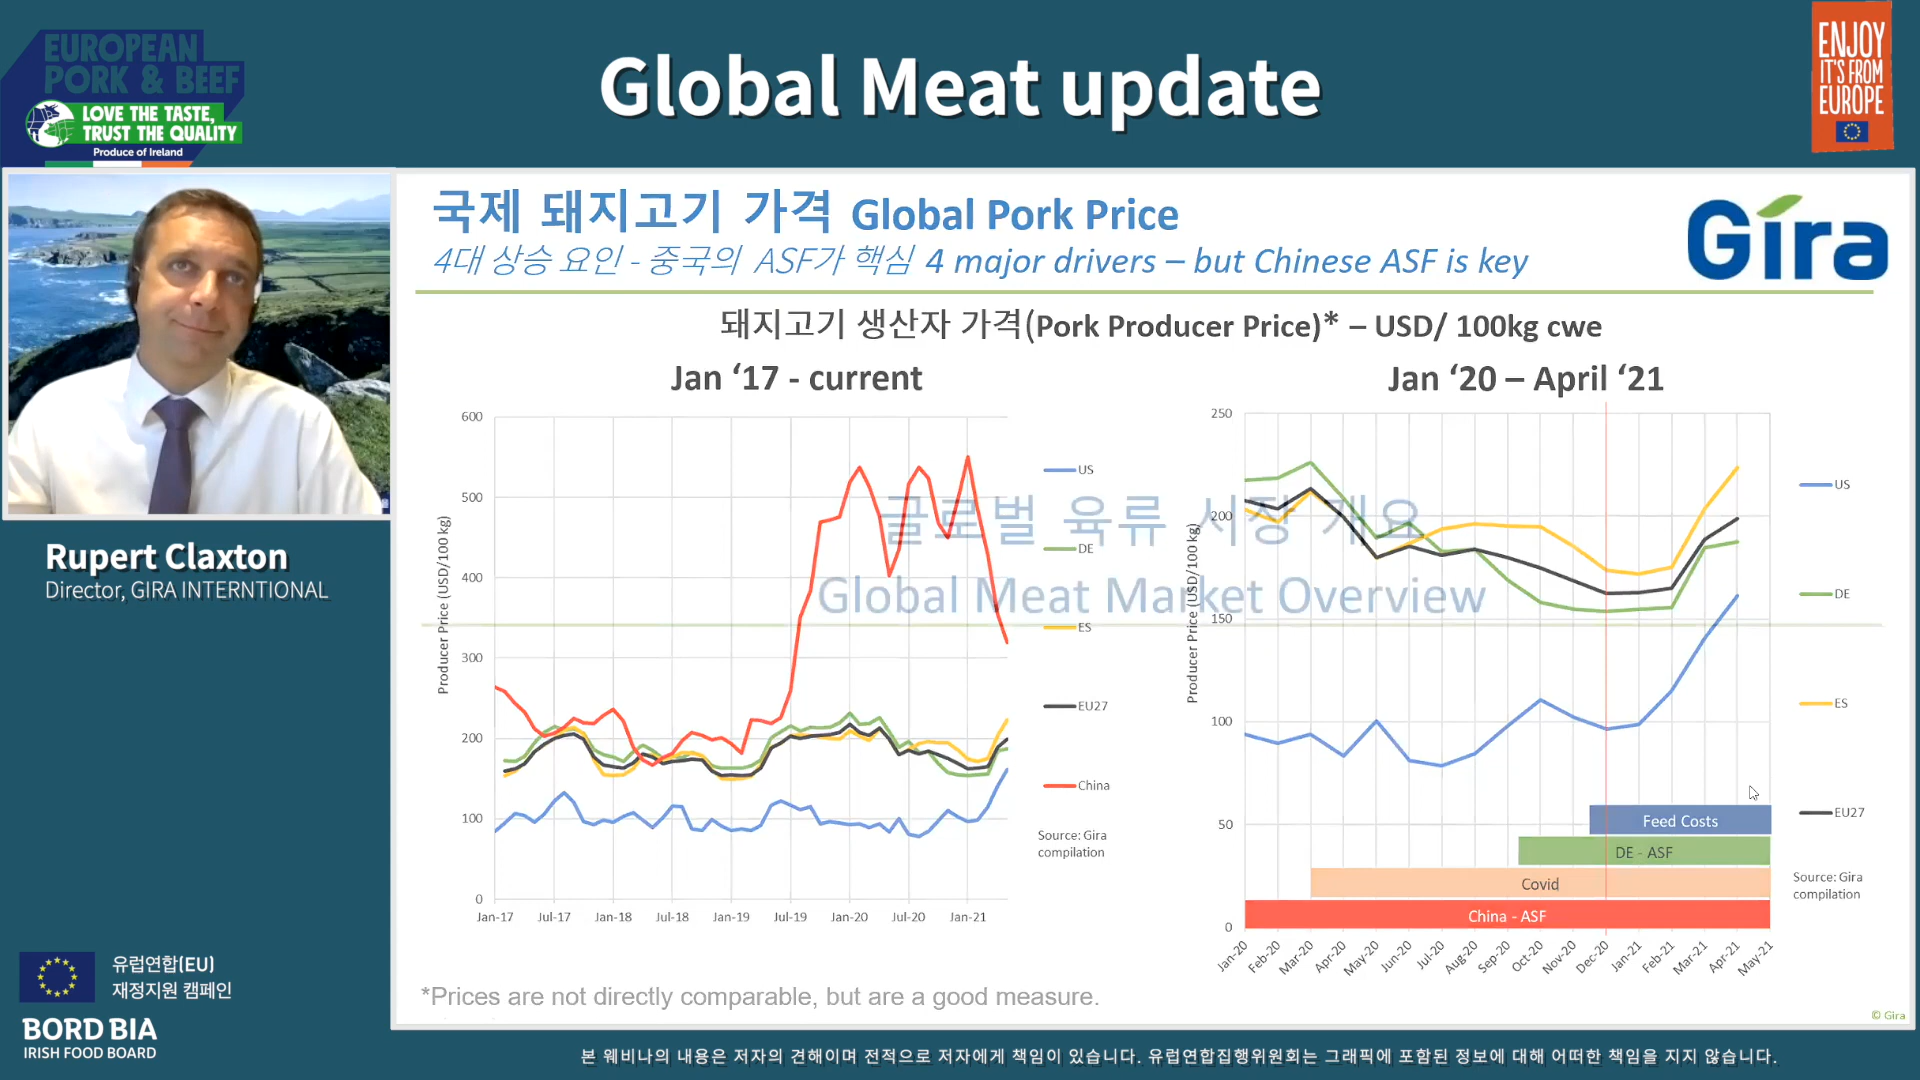 EUROPEAN
PORK & BEEF
LOVE THE TASTE,
TRUST THE QUALITY
Produce of Ireland
Global Meat update
ENJOY
IT'S FROM
EUROPE
국제 돼지고기 가격 Global Pork Price
4대 상승 요인 - 중국의 ASF가 핵심 4 major drivers – but Chinese ASF is key
Gira
돼지고기 생산자 가격(Pork Producer Price)* – USD/ 100kg cwe
Jan ‘17 - current
Producer Price (USD/100 kg)
600
500
400
300
200
100
0
Jan-17 Jul-17 Jan-18 Jul-18 Jan-19 Jul-19 Jan-20 Jul-20 Jan-21
US
DE
ES
EU27
China
Source: Gira
compilation
Jan ‘20 – April ‘21
Producer Price (USD/100 kg)
250
200
150
100
50
0
Feed Costs
DE - ASF
Covid
China - ASF
Jan-20 Feb-20 Mar-20 Apr-20 May-20 Jun-20 Jul-20 Aug-20 Sep-20 Oct-20 Nov-20 Dec-20 Jan-21 Feb-21 Mar-21 Apr-21 May-21
US
DE
ES
EU27
Source: Gira
compilation
글로벌 육류 시장 개요
Global Meat Market Overview
*Prices are not directly comparable, but are a good measure.
© Gira
Rupert Claxton
Director, GIRA INTERNTIONAL
유럽연합(EU)
재정지원 캠페인
BORD BIA
IRISH FOOD BOARD
본 웨비나의 내용은 저자의 견해이며 전적으로 저자에게 책임이 있습니다. 유럽연합집행위원회는 그래픽에 포함된 정보에 대해 어떠한 책임을 지지 않습니다.